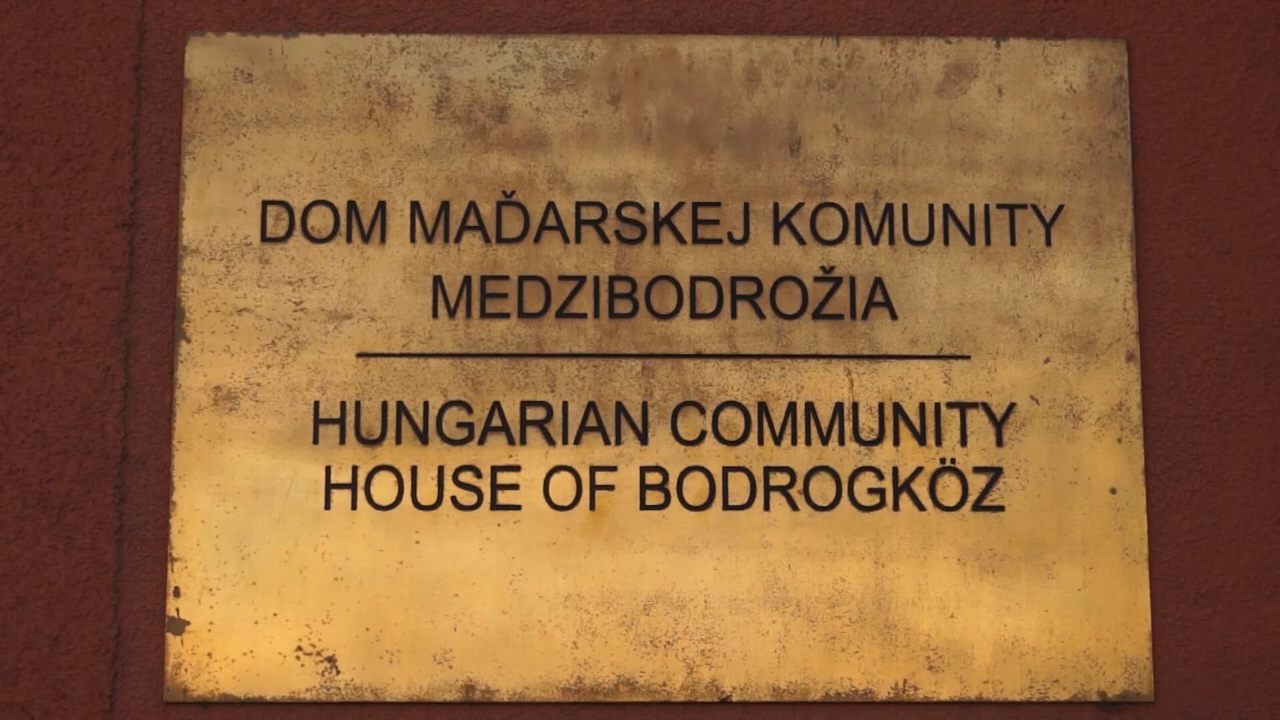 DOM MAĎARSKEJ KOMUNITY
MEDZIBODROŽIA
HUNGARIAN COMMUNITY
HOUSE OF BODROGKÖZ